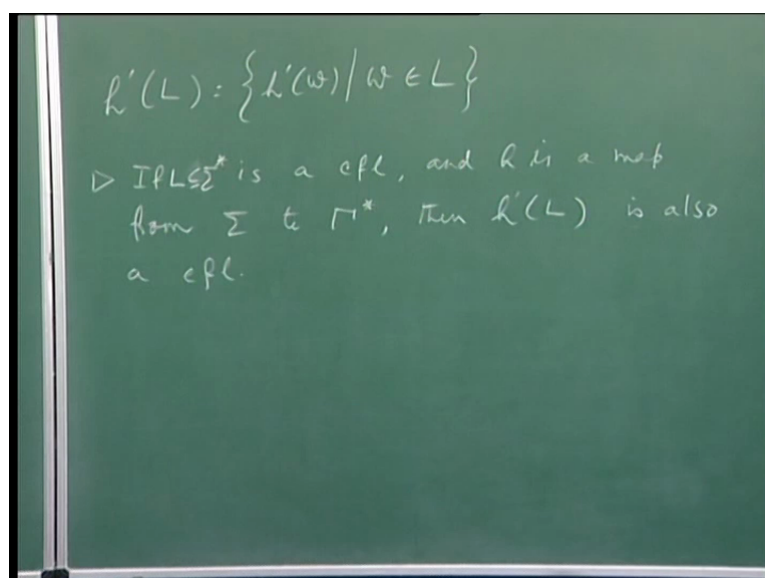 h'(L) = {h'(w) | w ∈ L}
▷ If L ⊆ Σ* is a cfl, and h is a map
from Σ to Γ*, then h'(L) is also
a cfl.